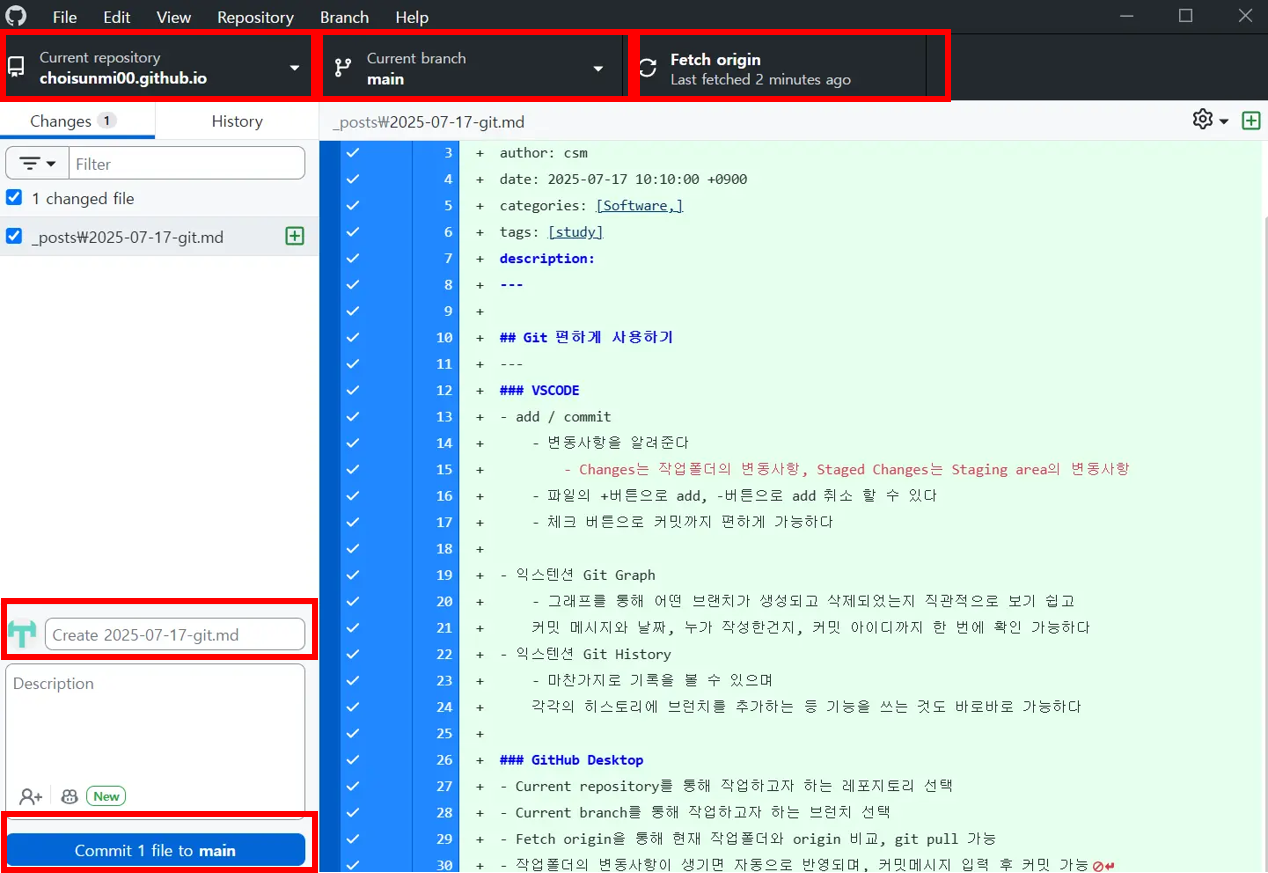 File Edit View Repository Branch Help
Current repository
choisunmi00.github.io
Current branch
main
Fetch origin
Last fetched 2 minutes ago
Changes 1
History
Filter
1 changed file
_posts₩2025-07-17-git.md
Create 2025-07-17-git.md
Description
New
Commit 1 file to main
_posts₩2025-07-17-git.md
3 + author: csm
4 + date: 2025-07-17 10:10:00 +0900
5 + categories: [Software,]
6 + tags: [study]
7 + description:
8 + ---
9 +
10 + ## Git 편하게 사용하기
11 + ---
12 + ### VSCODE
13 + - add / commit
14 + - 변동사항을 알려준다
15 + - Changes는 작업폴더의 변동사항, Staged Changes는 Staging area의 변동사항
16 + - 파일의 +버튼으로 add, -버튼으로 add 취소 할 수 있다
17 + - 체크 버튼으로 커밋까지 편하게 가능하다
18 +
19 + - 익스텐션 Git Graph
20 + - 그래프를 통해 어떤 브랜치가 생성되고 삭제되었는지 직관적으로 보기 쉽고
21 + 커밋 메시지와 날짜, 누가 작성한건지, 커밋 아이디까지 한 번에 확인 가능하다
22 + - 익스텐션 Git History
23 + - 마찬가지로 기록을 볼 수 있으며
24 + 각각의 히스토리에 브런치를 추가하는 등 기능을 쓰는 것도 바로바로 가능하다
25 +
26 + ### GitHub Desktop
27 + - Current repository를 통해 작업하고자 하는 레포지토리 선택
28 + - Current branch를 통해 작업하고자 하는 브런치 선택
29 + - Fetch origin을 통해 현재 작업폴더와 origin 비교, git pull 가능
30 + - 작업폴더의 변동사항이 생기면 자동으로 반영되며, 커밋메시지 입력 후 커밋 가능